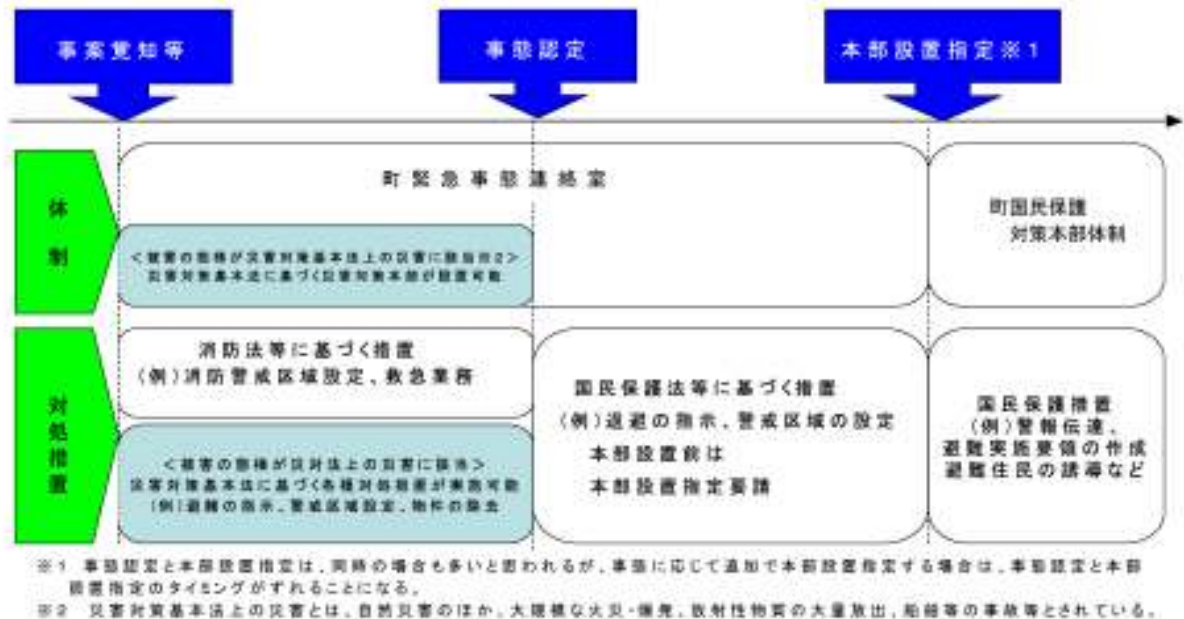 事案覚知等
事態認定
本部設置指定※1
体制
町緊急事態連絡室
＜被害の態様が災害対策基本法上の災害に該当※2＞
災害対策基本法に基づく災害対策本部が設置可能
町国民保護
対策本部体制
対処措置
消防法等に基づく措置
(例)消防警戒区域設定、救急業務
＜被害の態様が災対法上の災害に該当＞
災害対策基本法に基づく各種対処措置が実施可能
(例)避難の指示、警戒区域設定、物件の除去
国民保護法等に基づく措置
(例)退避の指示、警戒区域の設定
本部設置前は
本部設置指定要請
国民保護措置
(例)警報伝達、
避難実施要領の作成
避難住民の誘導など
※1 事態認定と本部設置指定は、同時の場合も多いと思われるが、事態に応じて追加で本部設置指定する場合は、事態認定と本部
設置指定のタイミングがずれることになる。
※2 災害対策基本法上の災害とは、自然災害のほか、大規模な火災・爆発、放射性物質の大量放出、船舶等の事故等とされている。